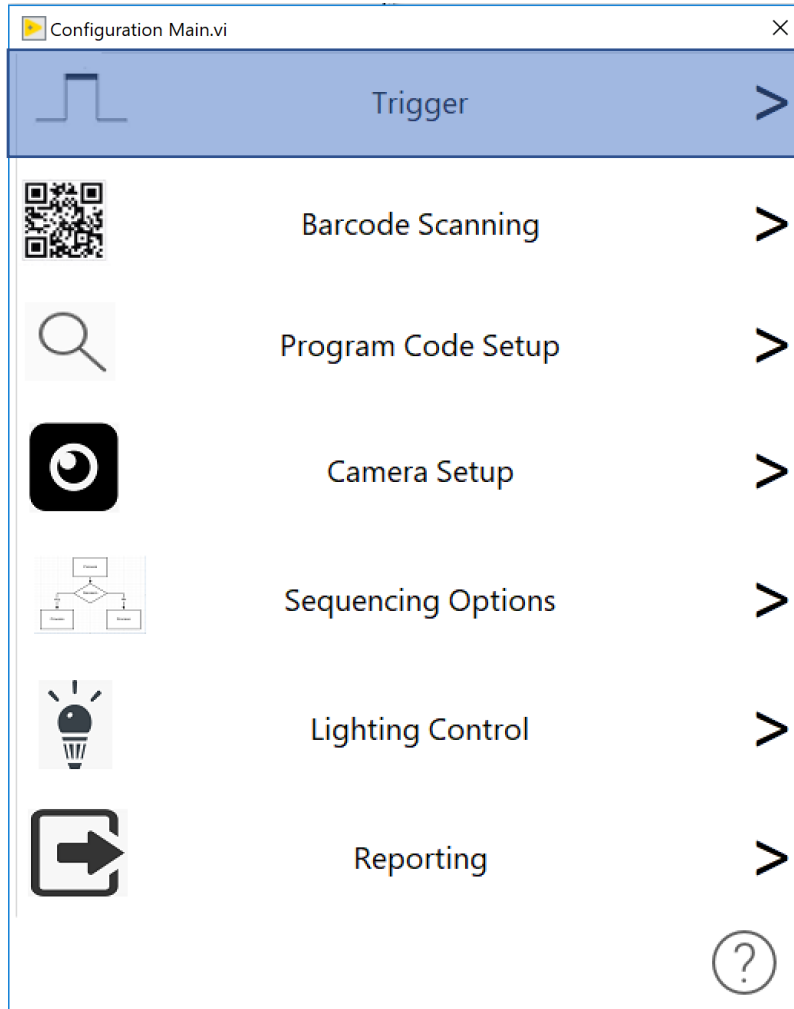 Configuration Main.vi
Trigger
>
Barcode Scanning
>
Program Code Setup
>
Camera Setup
>
Sequencing Options
>
Lighting Control
>
Reporting
>
?